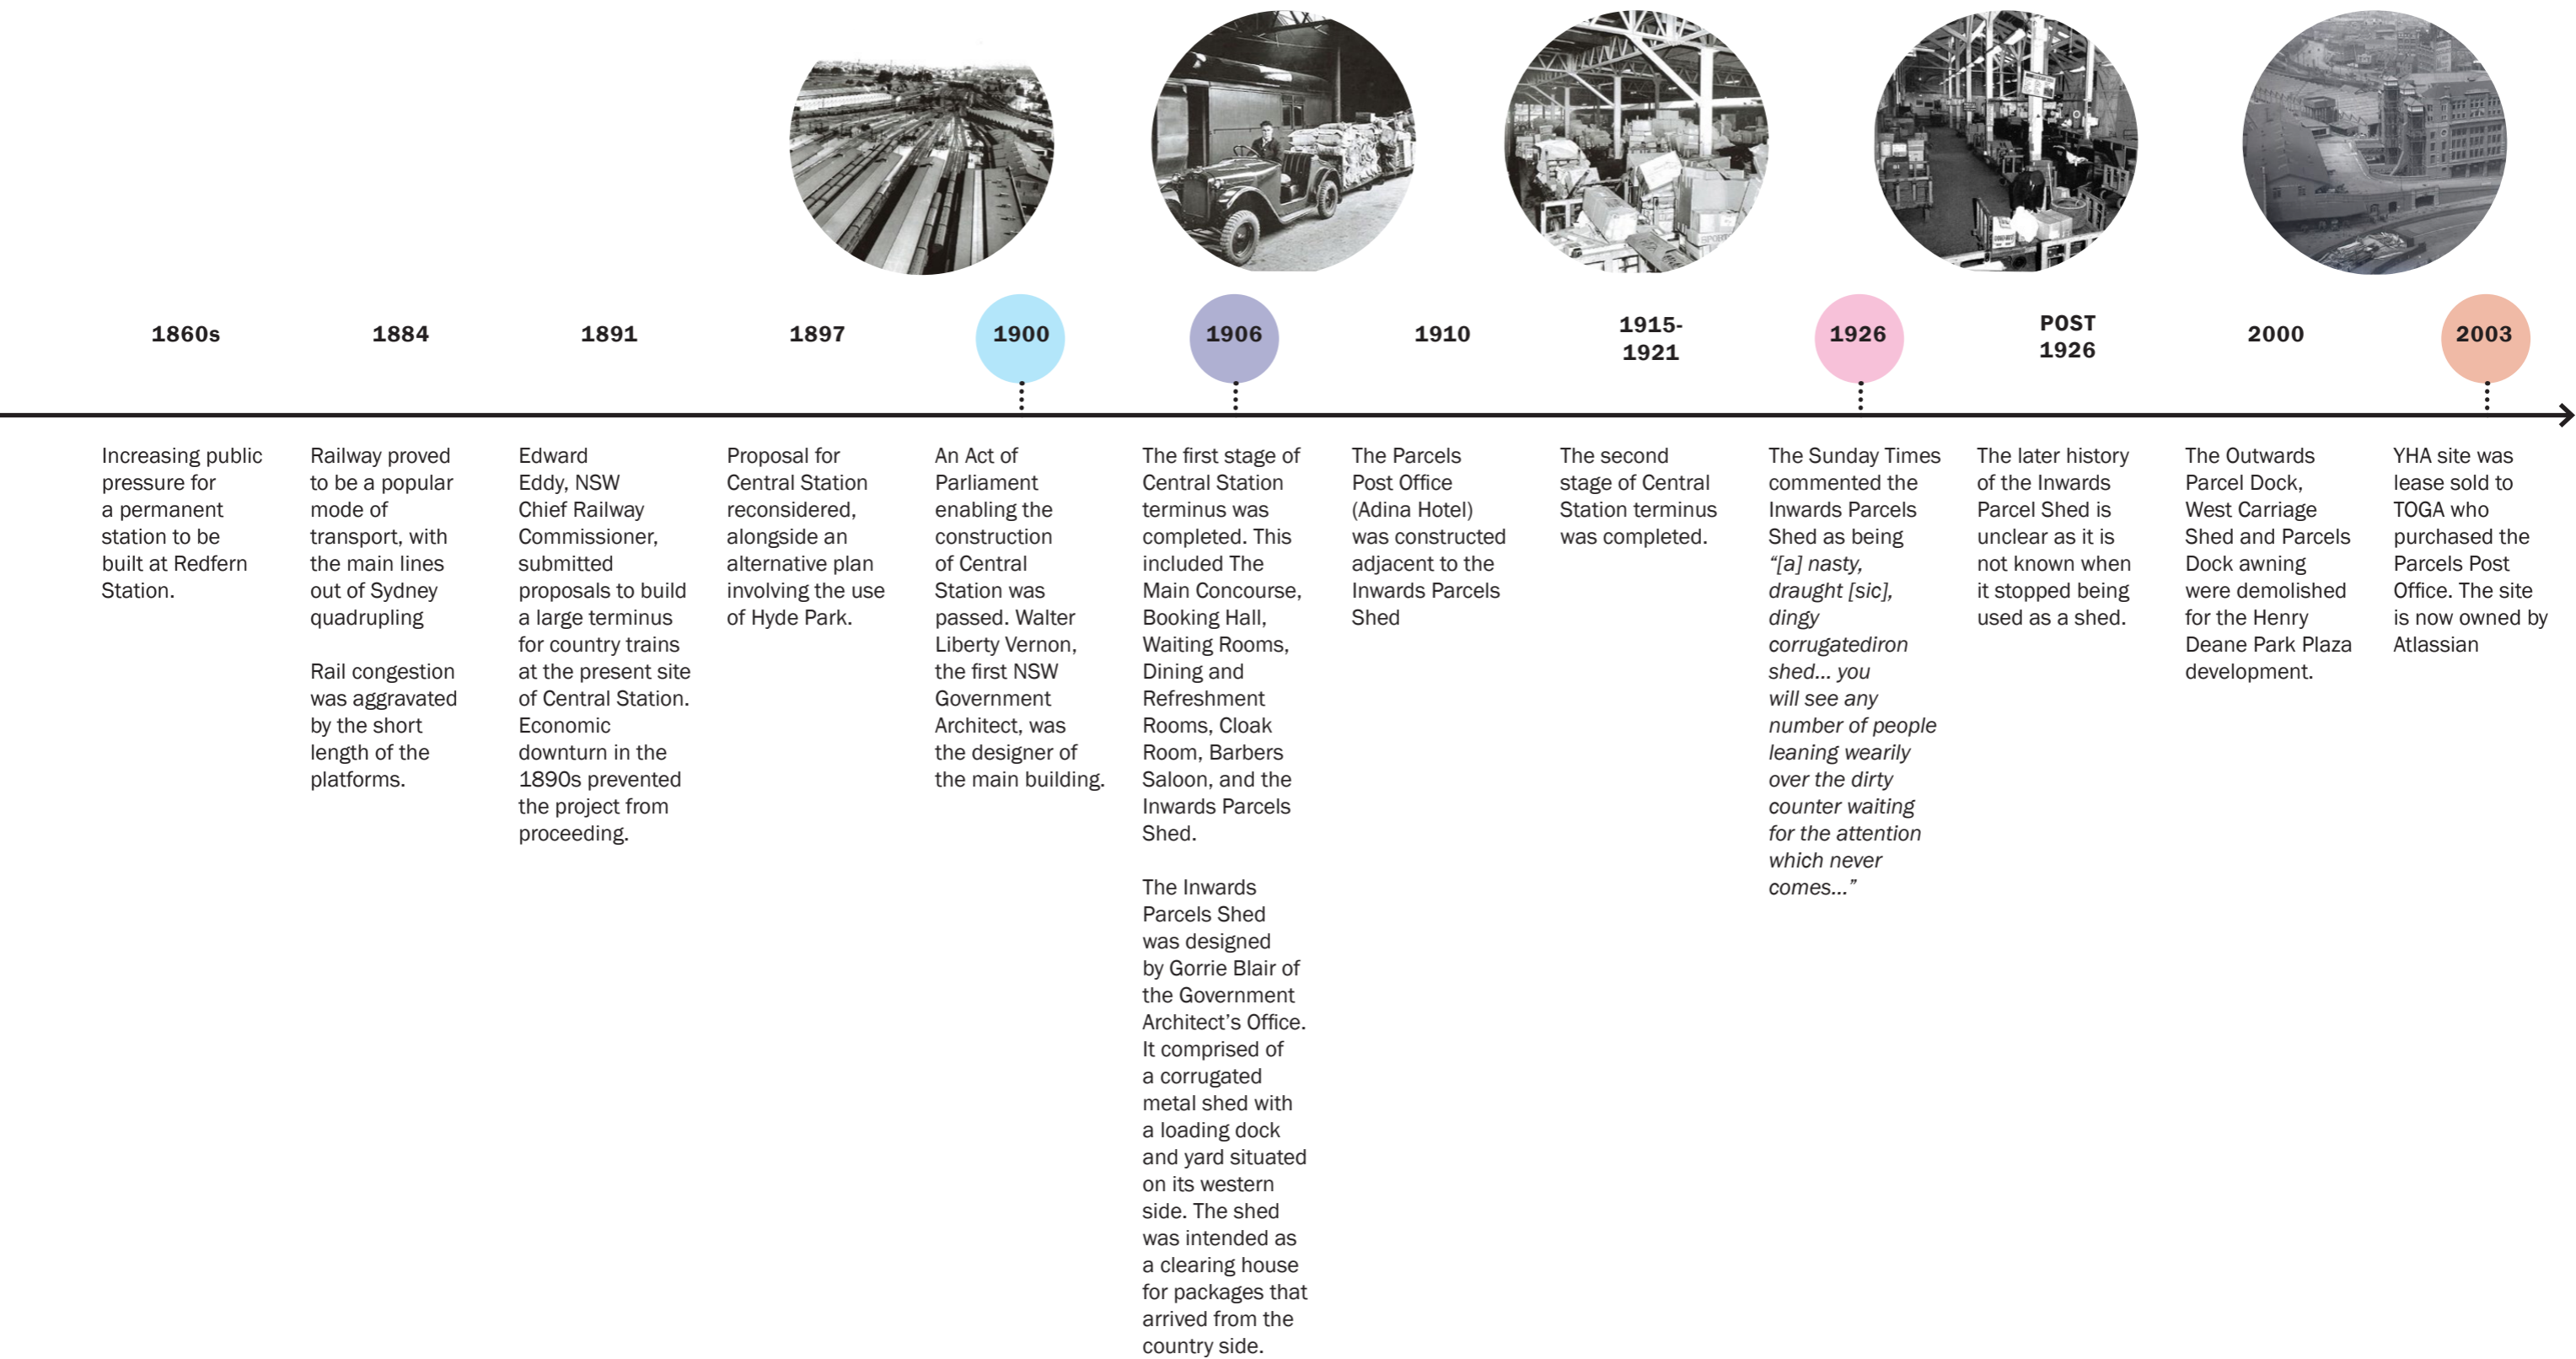 1860s
1884
1891
1897
1900
1906
1910
1915-
1921
1926
POST
1926
2000
2003
Increasing public
pressure for
a permanent
station to be
built at Redfern
Station.
Railway proved
to be a popular
mode of
transport, with
the main lines
out of Sydney
quadrupling
Rail congestion
was aggravated
by the short
length of the
platforms.
Edward
Eddy, NSW
Chief Railway
Commissioner,
submitted
proposals to build
a large terminus
for country trains
at the present site
of Central Station.
Economic
downturn in the
1890s prevented
the project from
proceeding.
Proposal for
Central Station
reconsidered,
alongside an
alternative plan
involving the use
of Hyde Park.
An Act of
Parliament
enabling the
construction
of Central
Station was
passed. Walter
Liberty Vernon,
the first NSW
Government
Architect, was
the designer of
the main building.
The first stage of
Central Station
terminus was
completed. This
included The
Main Concourse,
Booking Hall,
Waiting Rooms,
Dining and
Refreshment
Rooms, Cloak
Room, Barbers
Saloon, and the
Inwards Parcels
Shed.
The Inwards
Parcels Shed
was designed
by Gorrie Blair of
the Government
Architect’s Office.
It comprised of
a corrugated
metal shed with
a loading dock
and yard situated
on its western
side. The shed
was intended as
a clearing house
for packages that
arrived from the
country side.
The Parcels
Post Office
(Adina Hotel)
was constructed
adjacent to the
Inwards Parcels
Shed
The second
stage of Central
Station terminus
was completed.
The Sunday Times
commented the
Inwards Parcels
Shed as being
“[a] nasty,
draught [sic],
dingy
corrugatediron
shed... you
will see any
number of people
leaning wearily
over the dirty
counter waiting
for the attention
which never
comes...”
The later history
of the Inwards
Parcel Shed is
unclear as it is
not known when
it stopped being
used as a shed.
The Outwards
Parcel Dock,
West Carriage
Shed and Parcels
Dock awning
were demolished
for the Henry
Deane Park Plaza
development.
YHA site was
lease sold to
TOGA who
purchased the
Parcels Post
Office. The site
is now owned by
Atlassian